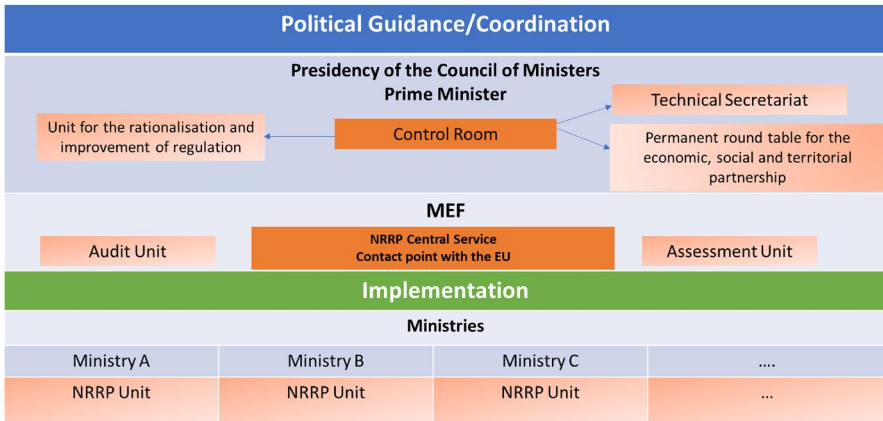 Political Guidance/Coordination
Presidency of the Council of Ministers
Prime Minister
Technical Secretariat
Unit for the rationalisation and
improvement of regulation
Control Room
Permanent round table for the
economic, social and territorial
partnership
MEF
Audit Unit
NRRP Central Service
Contact point with the EU
Assessment Unit
Implementation
Ministries
Ministry A
Ministry B
Ministry C
....
NRRP Unit
NRRP Unit
NRRP Unit
...